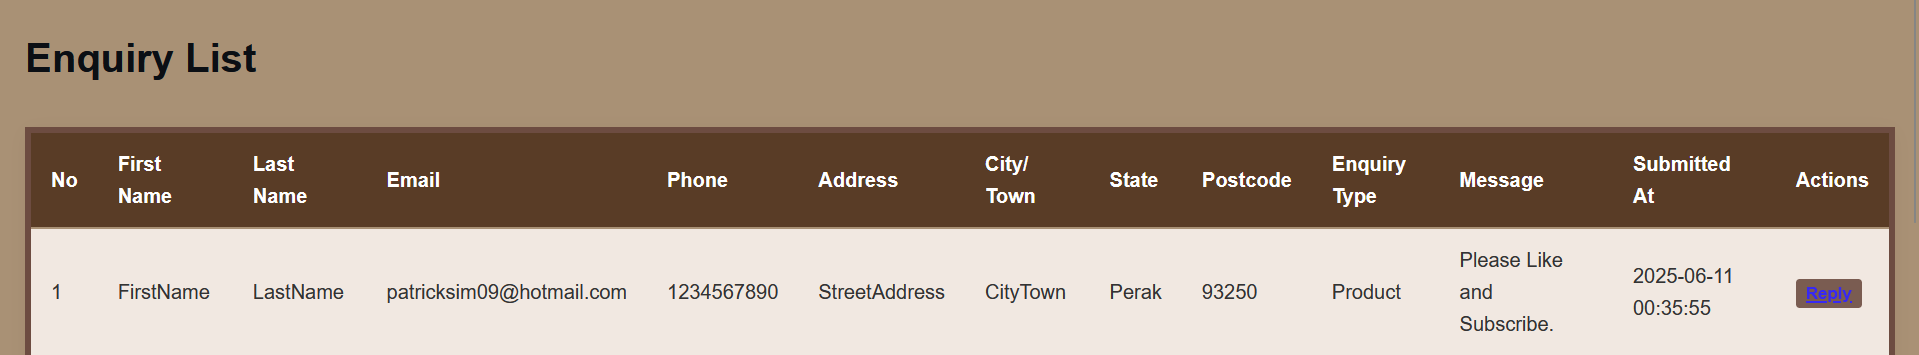 Enquiry List
No
First
Name
Last
Name
Email
Phone
Address
City/
Town
State
Postcode
Enquiry
Type
Message
Submitted
At
Actions
1
FirstName
LastName
patricksim09@hotmail.com
1234567890
StreetAddress
CityTown
Perak
93250
Product
Please Like
and
Subscribe.
2025-06-11
00:35:55
Reply